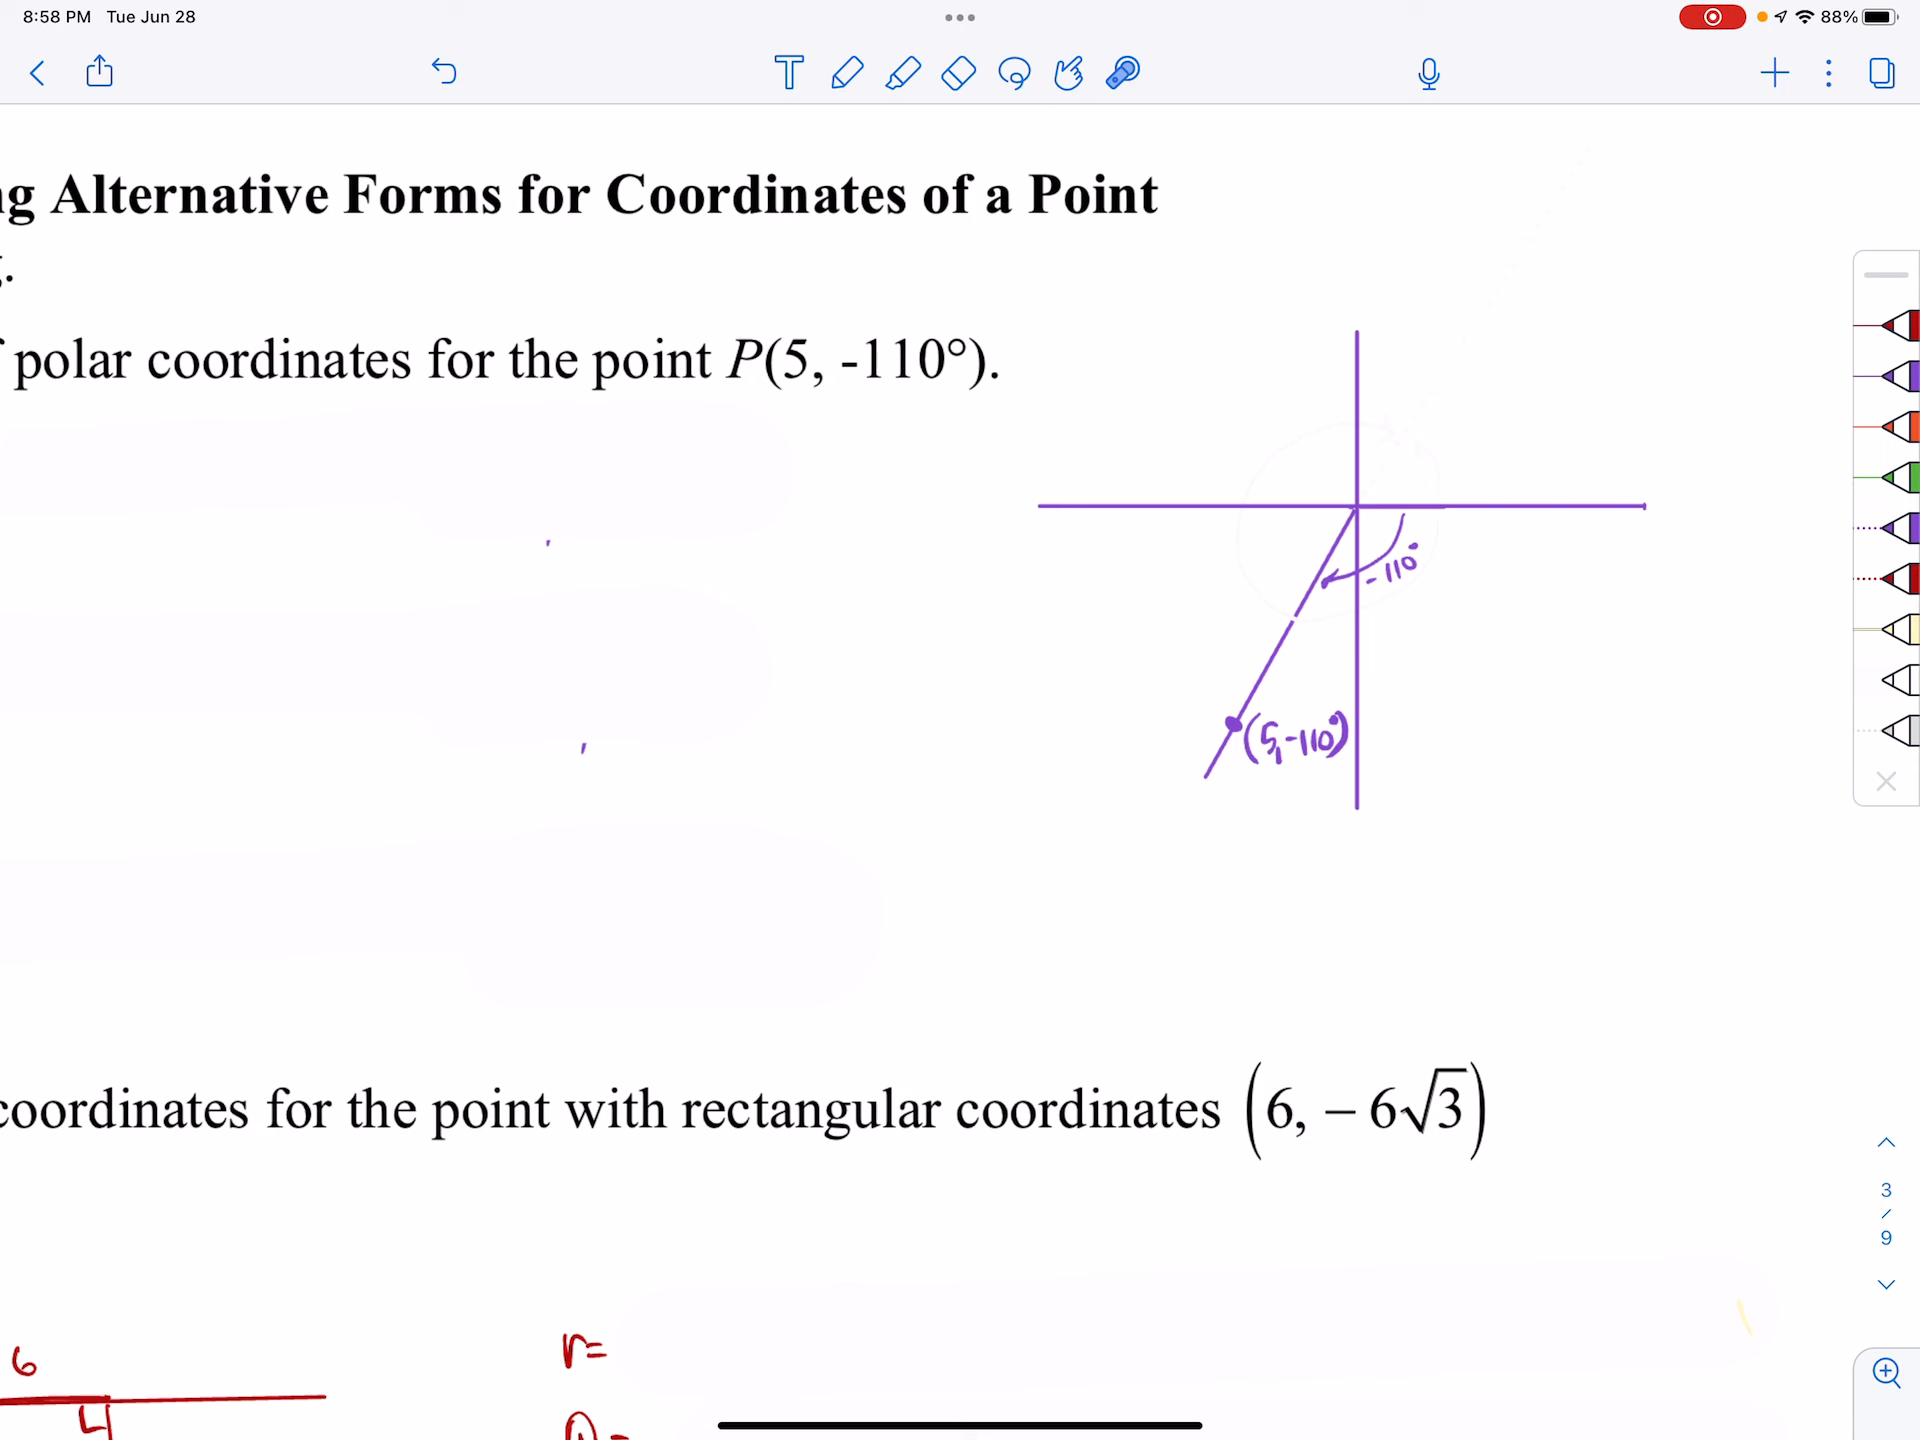 8:58 PM Tue Jun 28
88%
g Alternative Forms for Coordinates of a Point
polar coordinates for the point P(5, -110°).
-110°
(5,-110°)
coordinates for the point with rectangular coordinates (6, – 6√3)
3
/
9
6
r=